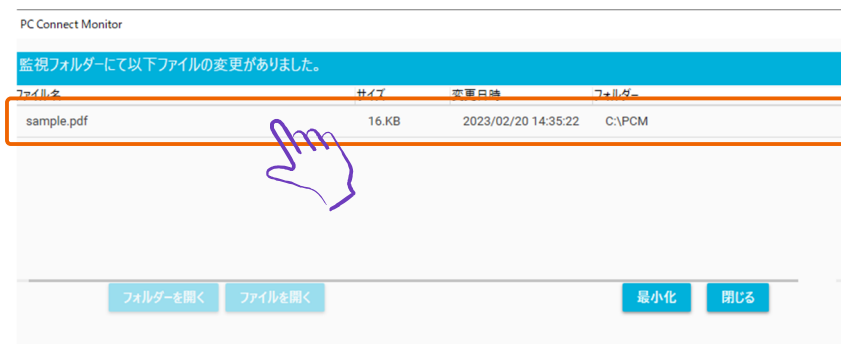 PC Connect Monitor
監視フォルダーにて以下ファイルの変更がありました。
ファイル名 サイズ 変更日時 フォルダー
sample.pdf 16.KB 2023/02/20 14:35:22 C:\PCM
フォルダーを開く ファイルを開く 最小化 閉じる